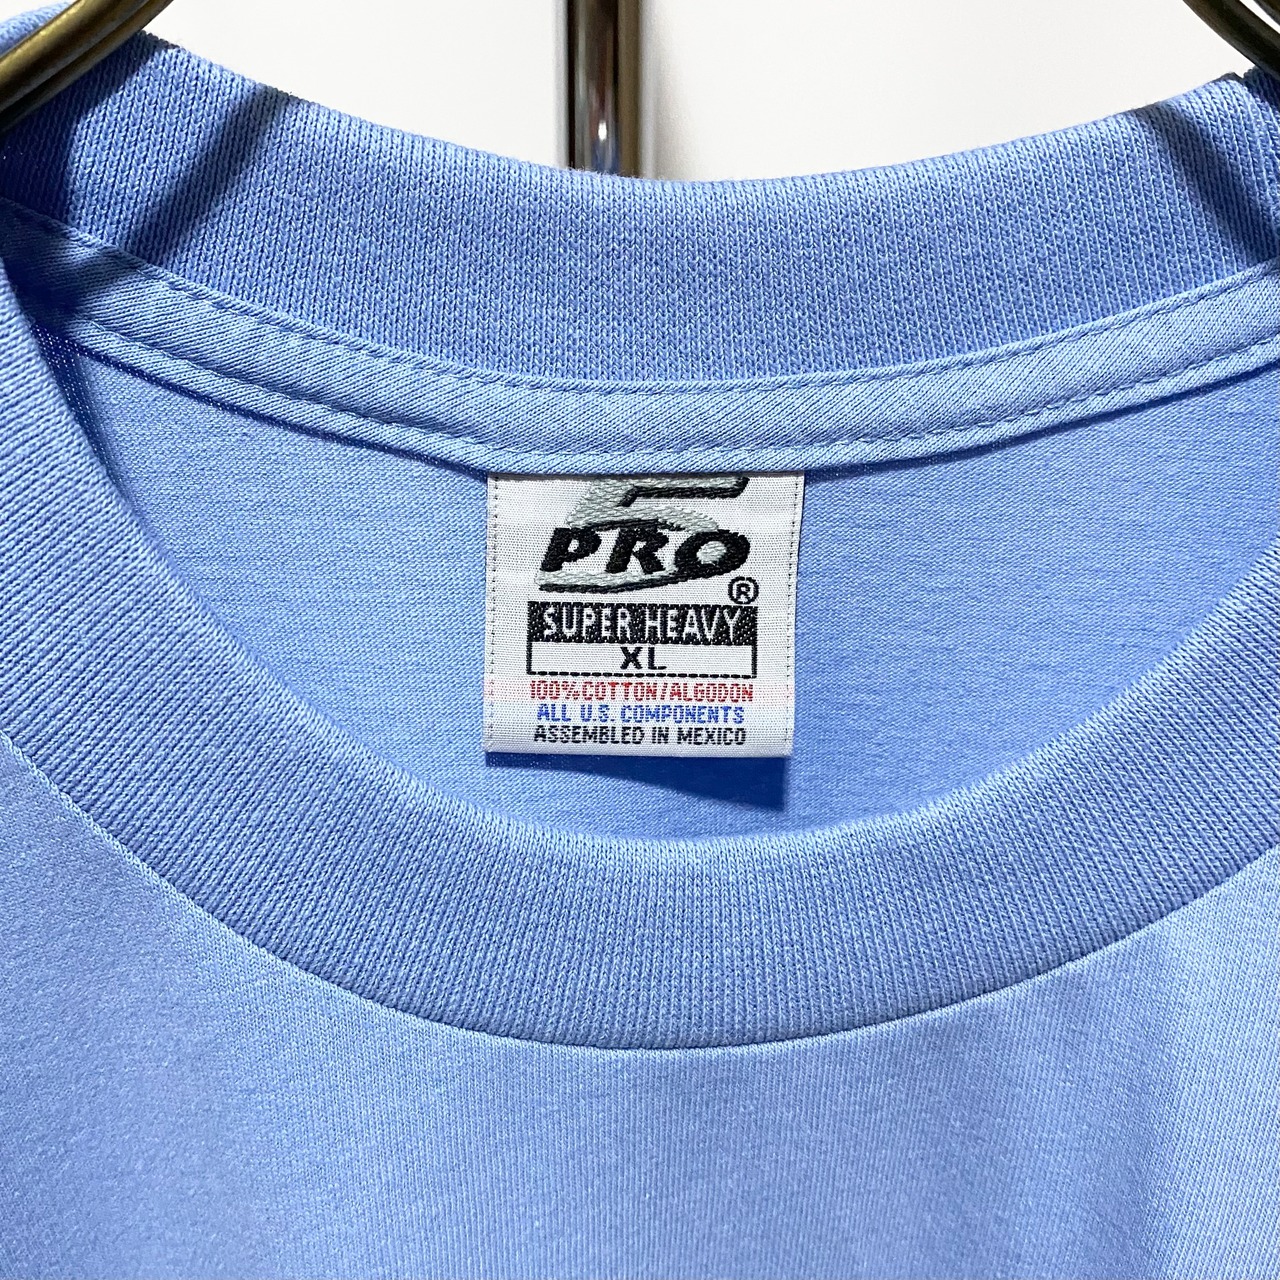 PRO
®
SUPER HEAVY
XL
100% COTTON/ALGODON
ALL U.S. COMPONENTS
ASSEMBLED IN MEXICO